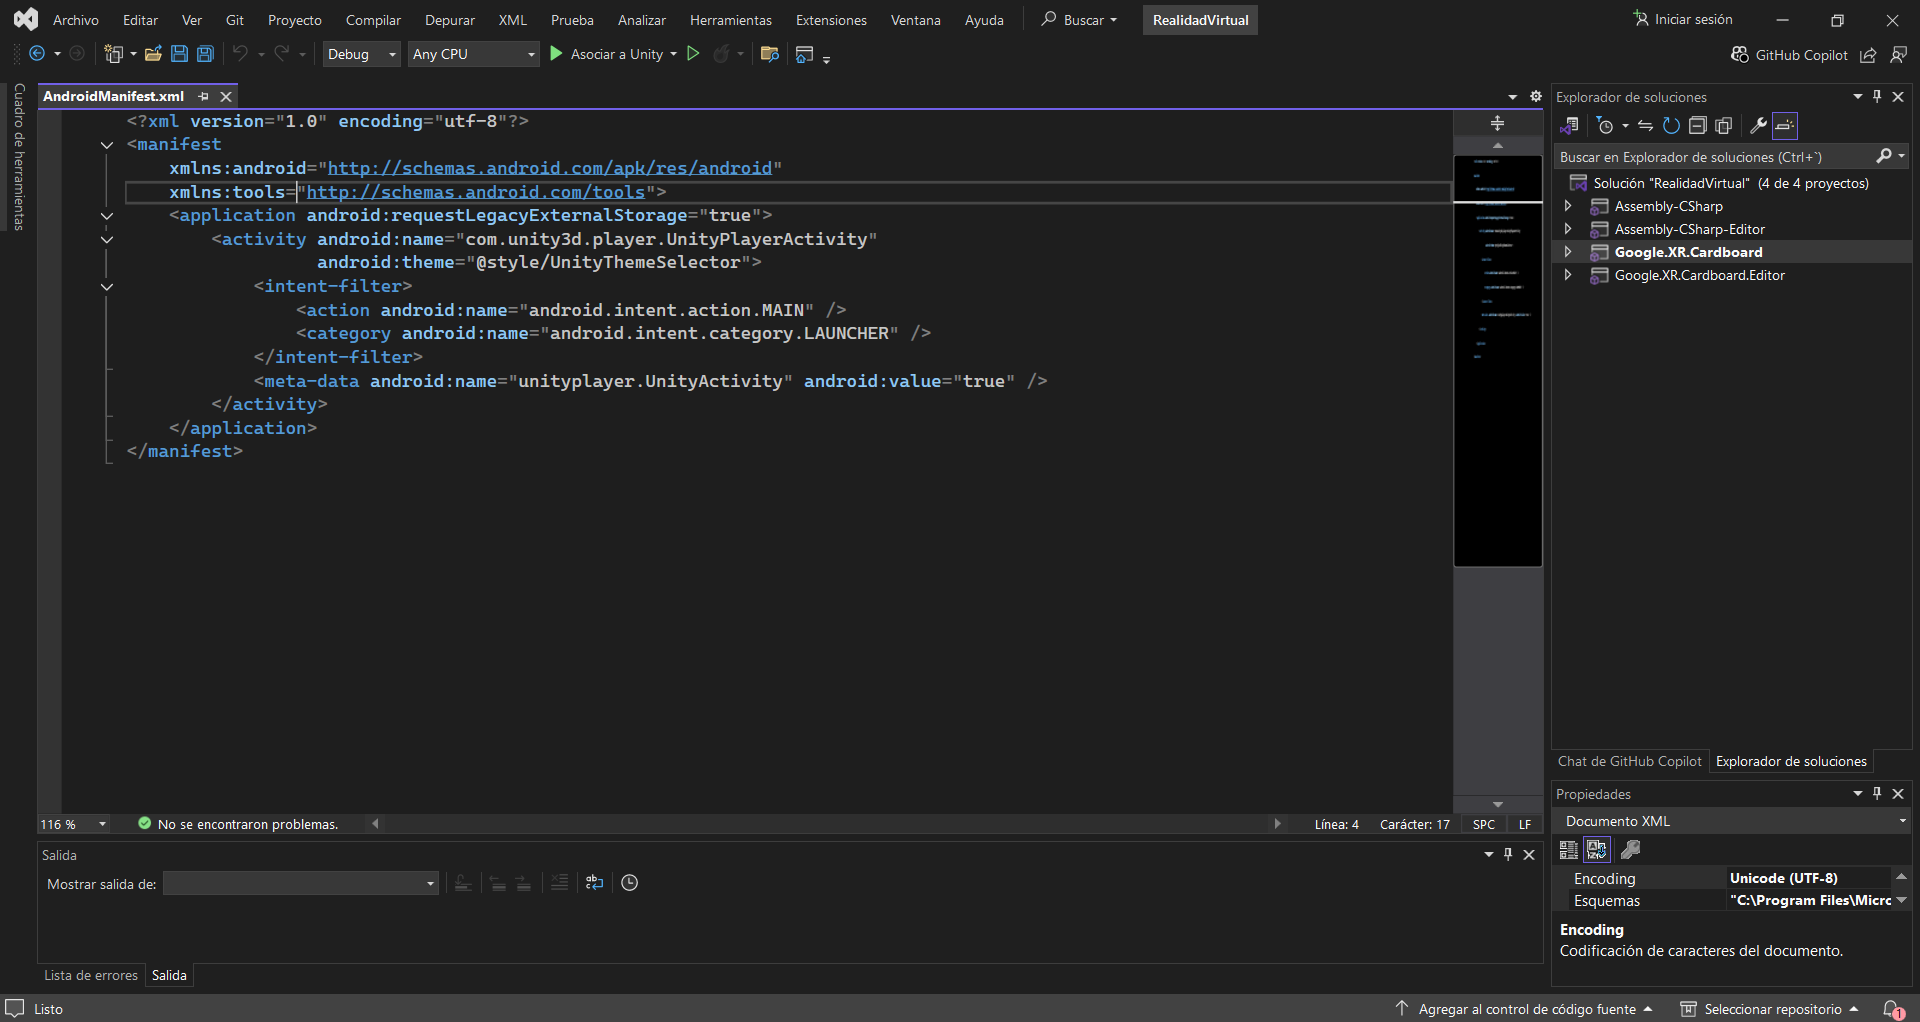 Archivo Editar Ver Git Proyecto Compilar Depurar XML Prueba Analizar Herramientas Extensiones Ventana Ayuda Buscar RealidadVirtual Iniciar sesión
Debug Any CPU Asociar a Unity GitHub Copilot
Cuadro de herramientas
AndroidManifest.xml
<?xml version="1.0" encoding="utf-8"?>
<manifest
xmlns:android="http://schemas.android.com/apk/res/android"
xmlns:tools="http://schemas.android.com/tools">
<application android:requestLegacyExternalStorage="true">
<activity android:name="com.unity3d.player.UnityPlayerActivity"
android:theme="@style/UnityThemeSelector">
<intent-filter>
<action android:name="android.intent.action.MAIN" />
<category android:name="android.intent.category.LAUNCHER" />
</intent-filter>
<meta-data android:name="unityplayer.UnityActivity" android:value="true" />
</activity>
</application>
</manifest>
116 % No se encontraron problemas. Línea: 4 Carácter: 17 SPC LF
Salida
Mostrar salida de:
Lista de errores Salida
Explorador de soluciones
Buscar en Explorador de soluciones (Ctrl+`)
Solución "RealidadVirtual" (4 de 4 proyectos)
Assembly-CSharp
Assembly-CSharp-Editor
Google.XR.Cardboard
Google.XR.Cardboard.Editor
Chat de GitHub Copilot Explorador de soluciones
Propiedades
Documento XML
Encoding Unicode (UTF-8)
Esquemas "C:\Program Files\Micro
Encoding
Codificación de caracteres del documento.
Listo Agregar al control de código fuente Seleccionar repositorio 1